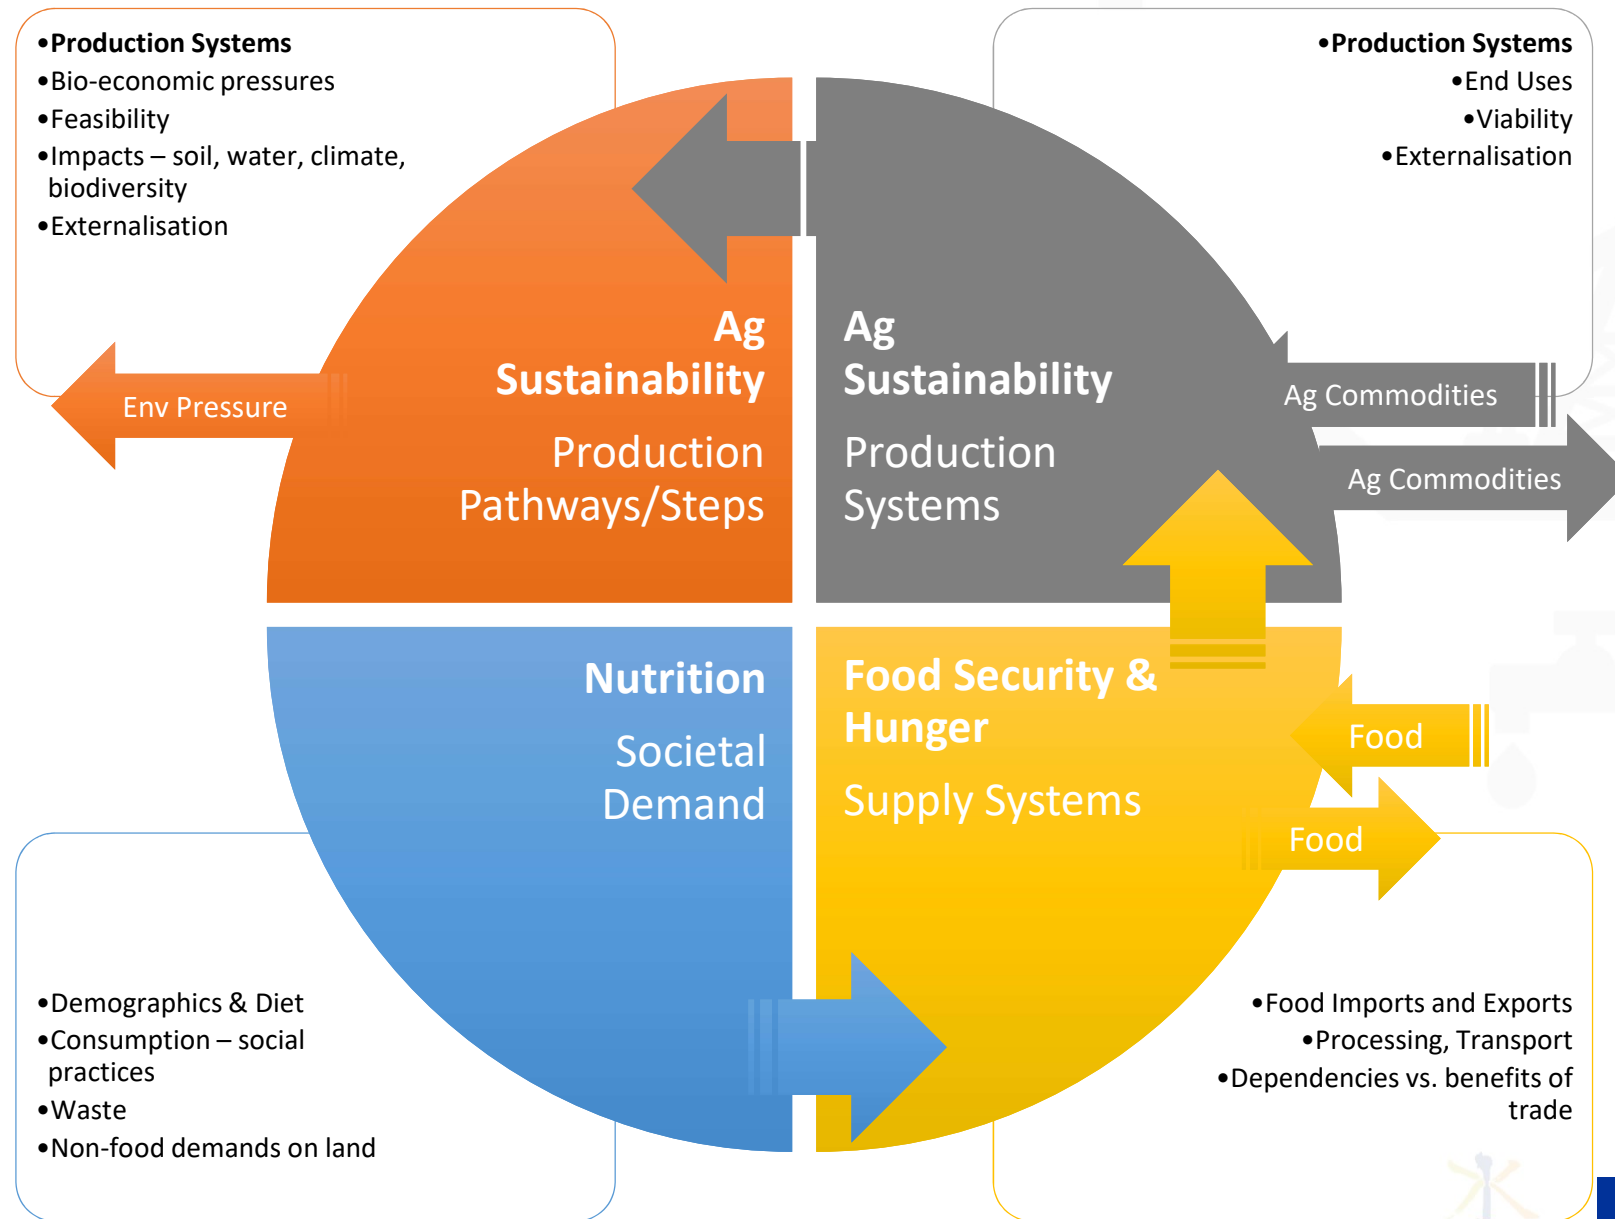 •Production Systems
•Bio-economic pressures
•Feasibility
•Impacts – soil, water, climate,
biodiversity
•Externalisation
•Production Systems
•End Uses
•Viability
•Externalisation
Ag
Sustainability
Production
Pathways/Steps
Ag
Sustainability
Production
Systems
Env Pressure
Ag Commodities
Ag Commodities
Nutrition
Societal
Demand
Food Security &
Hunger
Supply Systems
Food
Food
•Demographics & Diet
•Consumption – social
practices
•Waste
•Non-food demands on land
•Food Imports and Exports
•Processing, Transport
•Dependencies vs. benefits of
trade